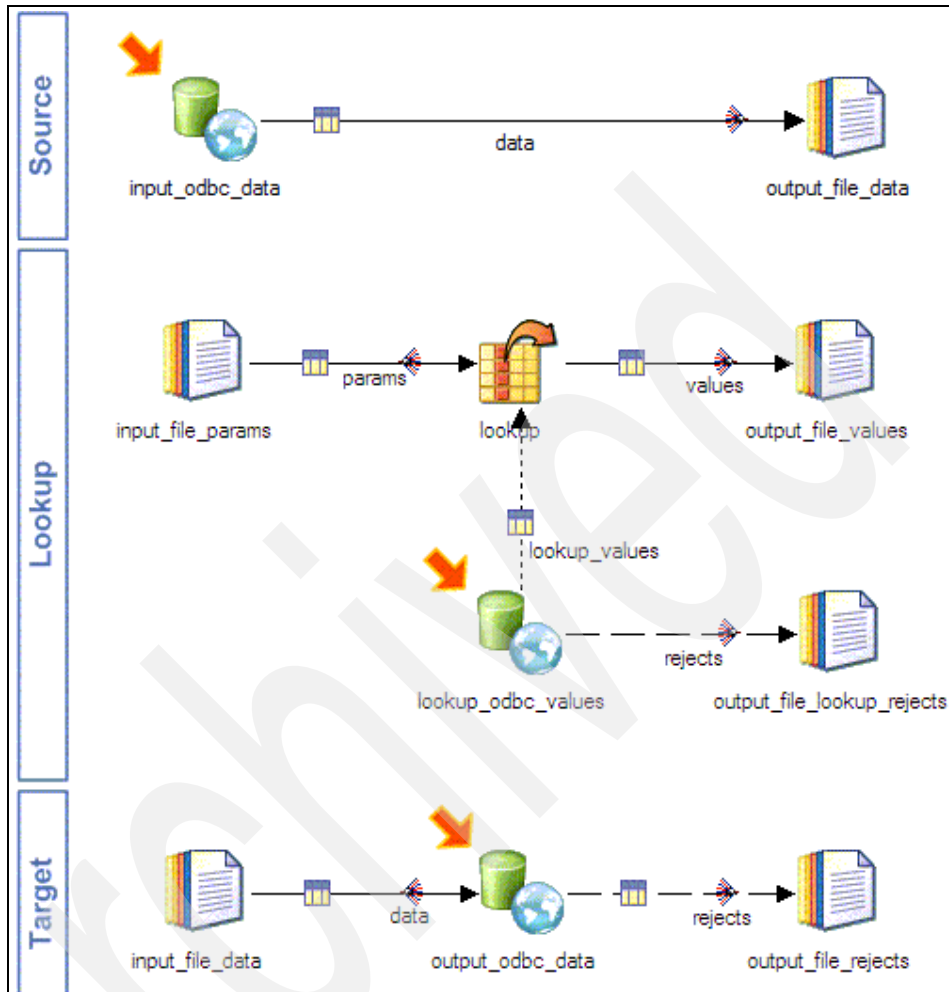 Source
data
input_odbc_data
output_file_data
Lookup
params
values
input_file_params
lookup
output_file_values
lookup_values
rejects
lookup_odbc_values
output_file_lookup_rejects
Target
data
rejects
input_file_data
output_odbc_data
output_file_rejects
rchived